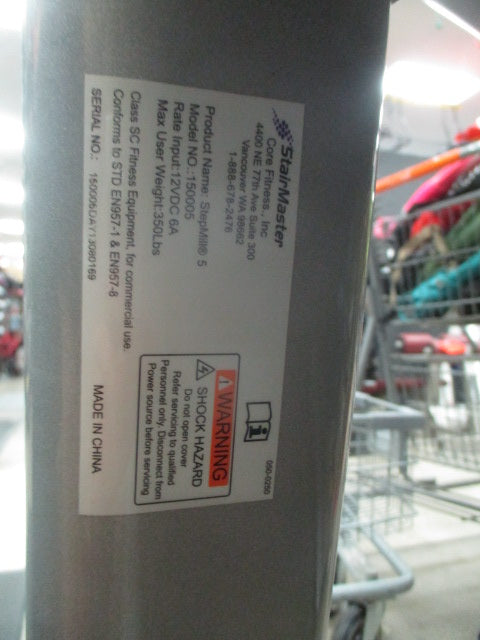 StairMaster
Core Fitness, Inc
4400 NE 77th Ave Suite 300
Vancouver WA 98662
1-888-678-2476
Product Name: StepMill® 5
Model NO.:150005
Rate Input:12VDC 6A
Max User Weight:350Lbs
Class SC Fitness Equipment, for commercial use.
Conforms to STD EN957-1 & EN957-8
SERIAL NO.:
MADE IN CHINA
050-0250
WARNING
SHOCK HAZARD
Do not open cover
Refer servicing to qualified
Personnel only. Disconnect from
Power source before servicing